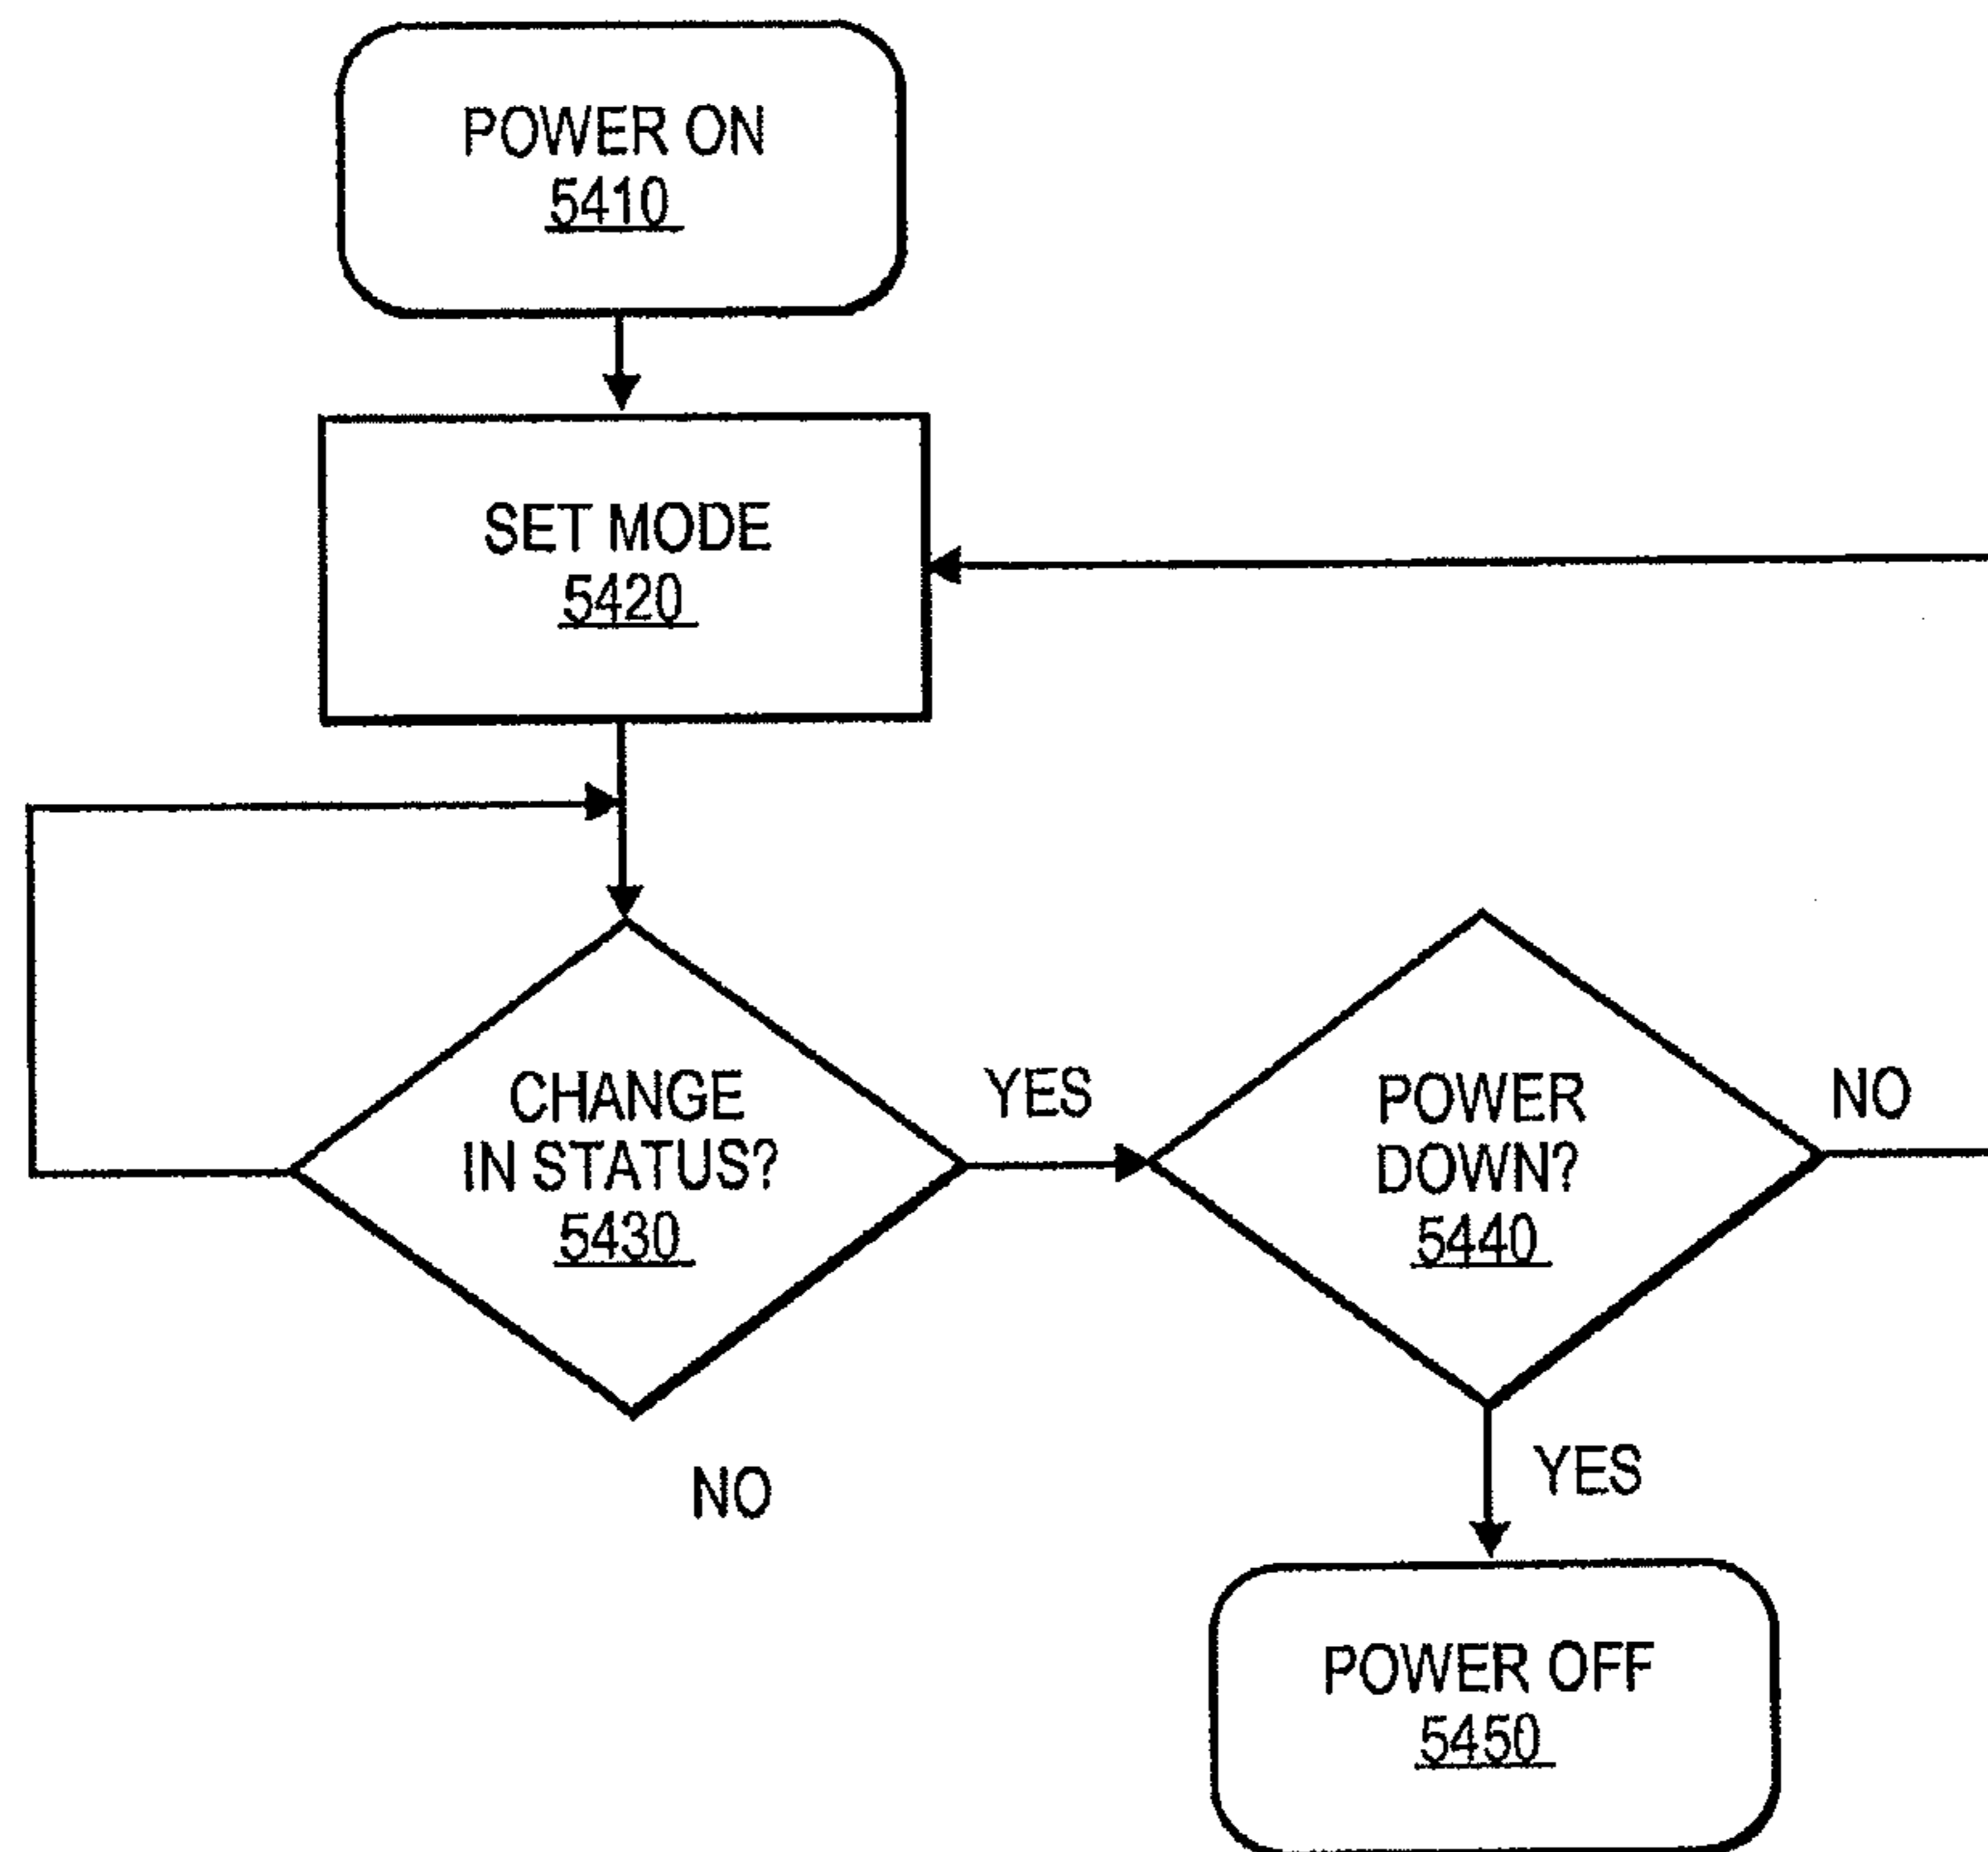 POWER ON
5410
SET MODE
5420
CHANGE
IN STATUS?
5430
YES
POWER
DOWN?
5440
NO
NO
YES
POWER OFF
5450